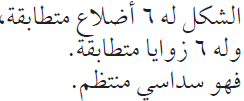 الشكل له ٦ أضلاع متطابقة،
وله ٦ زوايا متطابقة.
فهو سداسي منتظم.